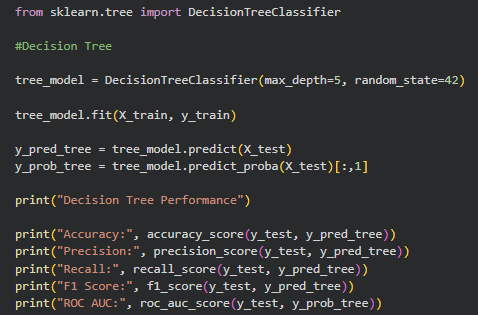 from sklearn.tree import DecisionTreeClassifier
#Decision Tree
tree_model = DecisionTreeClassifier(max_depth=5, random_state=42)
tree_model.fit(X_train, y_train)
y_pred_tree = tree_model.predict(X_test)
y_prob_tree = tree_model.predict_proba(X_test)[:,1]
print("Decision Tree Performance")
print("Accuracy:", accuracy_score(y_test, y_pred_tree))
print("Precision:", precision_score(y_test, y_pred_tree))
print("Recall:", recall_score(y_test, y_pred_tree))
print("F1 Score:", f1_score(y_test, y_pred_tree))
print("ROC AUC:", roc_auc_score(y_test, y_prob_tree))